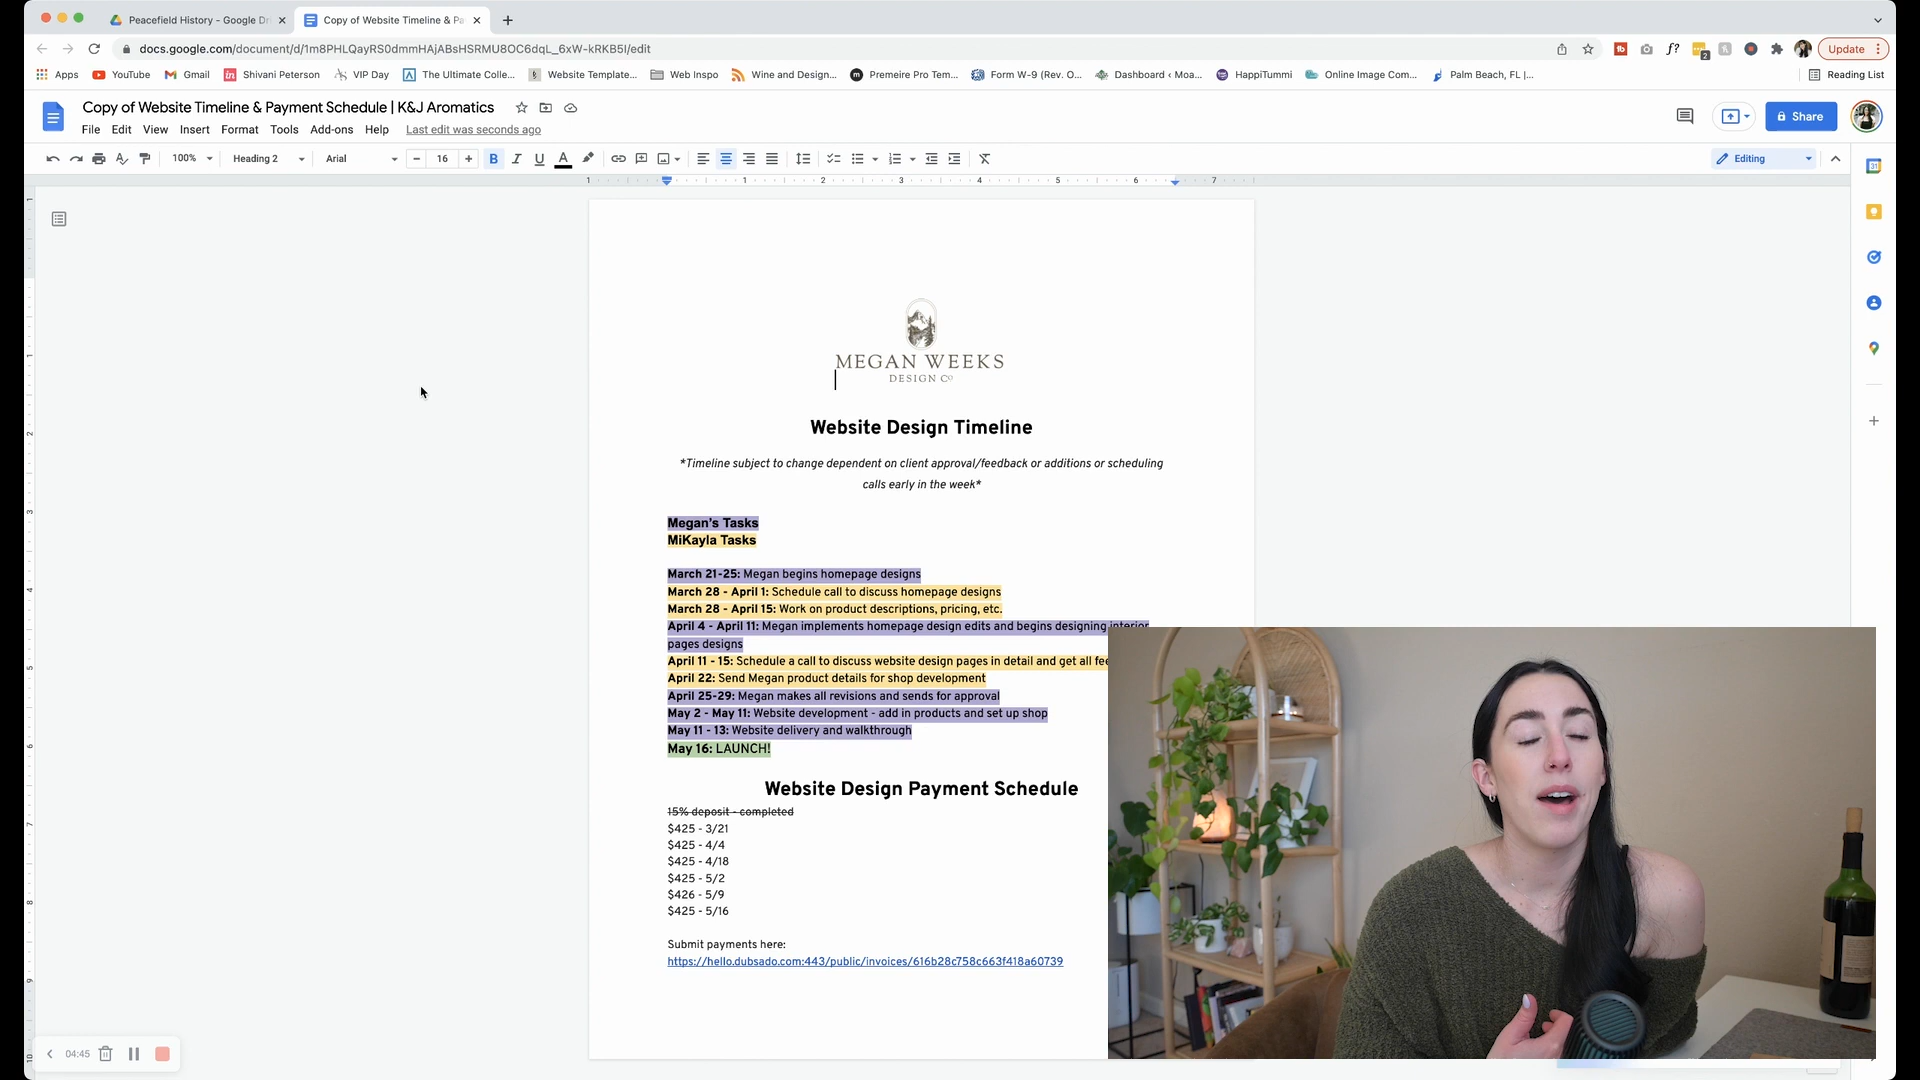 Peacefield History - Google Dr
Copy of Website Timeline & Pa
docs.google.com/document/d/1m8PHLQayRS0dmmHAjABsHSRMU8OC6dqL_6xW-kRKB5I/edit
Update
Apps
YouTube
Gmail
Shivani Peterson
VIP Day
The Ultimate Colle...
Website Template...
Web Inspo
Wine and Design...
Premeire Pro Tem...
Form W-9 (Rev. O...
Dashboard ‹ Moa...
HappiTummi
Online Image Com...
Palm Beach, FL |...
Reading List
Copy of Website Timeline & Payment Schedule | K&J Aromatics
File Edit View Insert Format Tools Add-ons Help Last edit was seconds ago
Share
100% Heading 2 Arial 16 Editing
1 1 2 3 4 5 6 7
MEGAN WEEKS
DESIGN CO
Website Design Timeline
*Timeline subject to change dependent on client approval/feedback or additions or scheduling
calls early in the week*
Megan's Tasks
MiKayla Tasks
March 21-25: Megan begins homepage designs
March 28 - April 1: Schedule call to discuss homepage designs
March 28 - April 15: Work on product descriptions, pricing, etc.
April 4 - April 11: Megan implements homepage design edits and begins designing interior
pages designs
April 11 - 15: Schedule a call to discuss website design pages in detail and get all fee
April 22: Send Megan product details for shop development
April 25-29: Megan makes all revisions and sends for approval
May 2 - May 11: Website development - add in products and set up shop
May 11 - 13: Website delivery and walkthrough
May 16: LAUNCH!
Website Design Payment Schedule
15% deposit - completed
$425 - 3/21
$425 - 4/4
$425 - 4/18
$425 - 5/2
$426 - 5/9
$425 - 5/16
Submit payments here:
https://hello.dubsado.com:443/public/invoices/616b28c758c663f418a60739
04:45